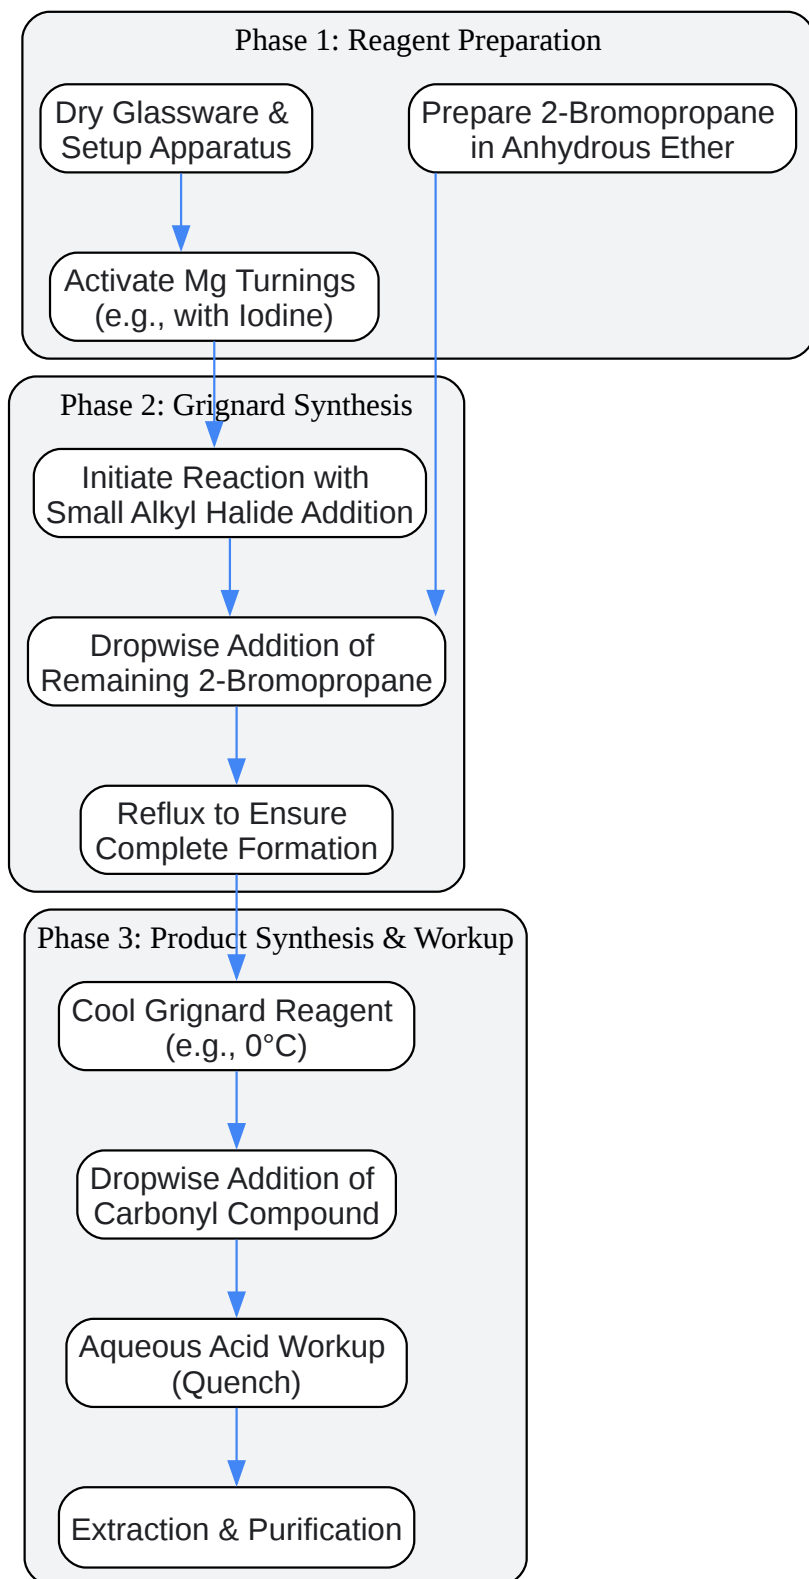 Phase 1: Reagent Preparation
Dry Glassware &
Setup Apparatus
Prepare 2-Bromopropane
in Anhydrous Ether
Activate Mg Turnings
(e.g., with Iodine)
Phase 2: Grignard Synthesis
Initiate Reaction with
Small Alkyl Halide Addition
Dropwise Addition of
Remaining 2-Bromopropane
Reflux to Ensure
Complete Formation
Phase 3: Product Synthesis & Workup
Cool Grignard Reagent
(e.g., 0°C)
Dropwise Addition of
Carbonyl Compound
Aqueous Acid Workup
(Quench)
Extraction & Purification